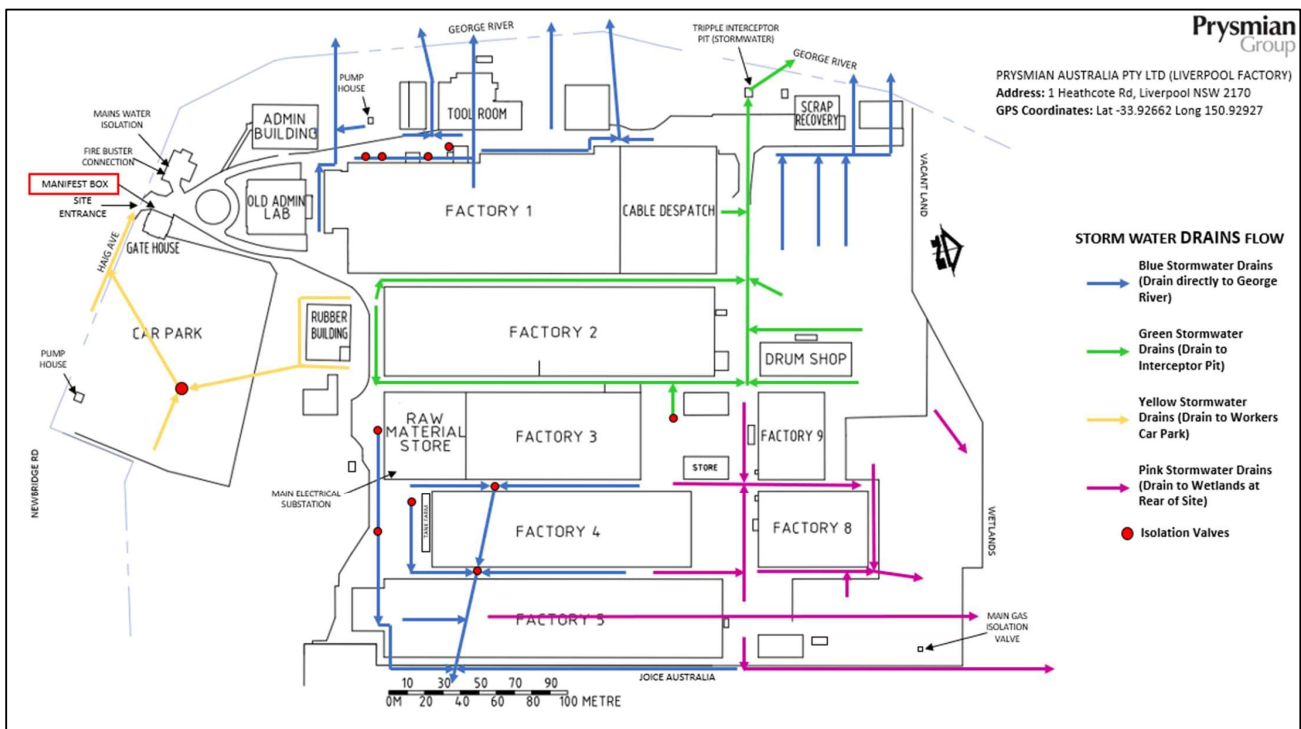 Prysmian
Group
PRYSMIAN AUSTRALIA PTY LTD (LIVERPOOL FACTORY)
Address: 1 Heathcote Rd, Liverpool NSW 2170
GPS Coordinates: Lat -33.92662 Long 150.92927
GEORGE RIVER
TRIPPLE INTERCEPTOR
PIT (STORMWATER)
GEORGE RIVER
PUMP
HOUSE
TOOL ROOM
SCRAP
RECOVERY
MAINS WATER
ISOLATION
ADMIN
BUILDING
FIRE BUSTER
CONNECTION
MANIFEST BOX
SITE
ENTRANCE
OLD ADMIN
LAB
FACTORY 1
CABLE DESPATCH
VACANT LAND
GATE HOUSE
HAIG AVE
CAR PARK
RUBBER
BUILDING
FACTORY 2
DRUM SHOP
PUMP
HOUSE
RAW
MATERIAL
STORE
FACTORY 3
FACTORY 9
STORE
MAIN ELECTRICAL
SUBSTATION
NEWBRIDGE RD
TANK FARM
FACTORY 4
FACTORY 8
WETLANDS
FACTORY 5
MAIN GAS
ISOLATION
VALVE
JOICE AUSTRALIA
10 30 50 70 90
0M 20 40 60 80 100 METRE
STORM WATER DRAINS FLOW
Blue Stormwater Drains
(Drain directly to George
River)
Green Stormwater
Drains (Drain to
Interceptor Pit)
Yellow Stormwater
Drains (Drain to Workers
Car Park)
Pink Stormwater Drains
(Drain to Wetlands at
Rear of Site)
Isolation Valves